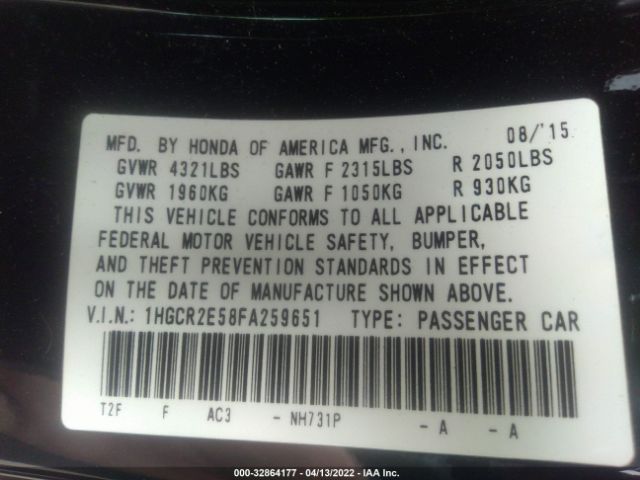 MFD. BY HONDA OF AMERICA MFG., INC. 08/'15
GVWR 4321LBS GAWR F 2315LBS R 2050LBS
GVWR 1960KG GAWR F 1050KG R 930KG
THIS VEHICLE CONFORMS TO ALL APPLICABLE
FEDERAL MOTOR VEHICLE SAFETY, BUMPER,
AND THEFT PREVENTION STANDARDS IN EFFECT
ON THE DATE OF MANUFACTURE SHOWN ABOVE.
V.I.N.: 1HGCR2E58FA259651 TYPE: PASSENGER CAR
T2F F AC3 - NH731P - A - A
000-32864177 - 04/13/2022 - IAA Inc.